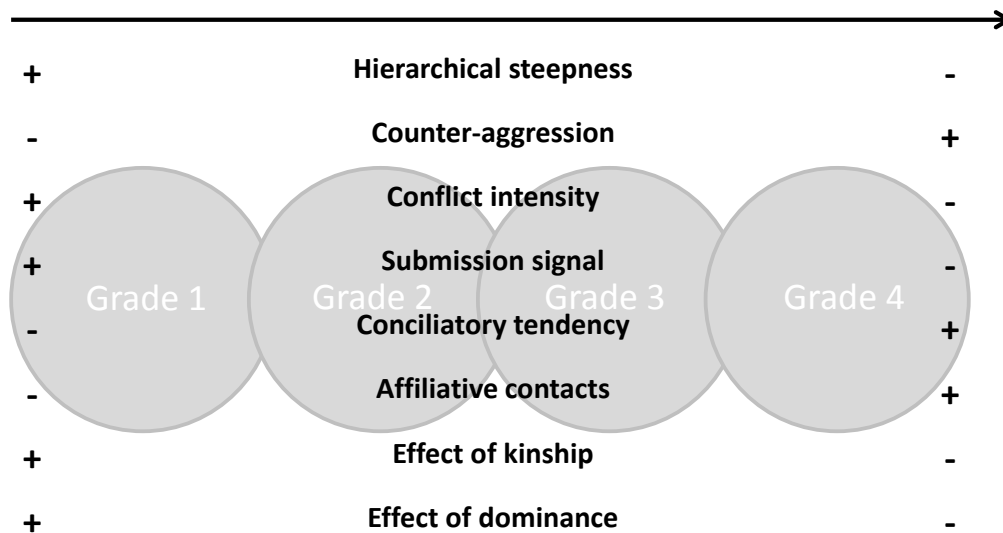 + Hierarchical steepness -
- Counter-aggression +
+ Conflict intensity -
+ Submission signal -
Grade 1 Grade 2 Grade 3 Grade 4
- Conciliatory tendency +
- Affiliative contacts +
+ Effect of kinship -
+ Effect of dominance -